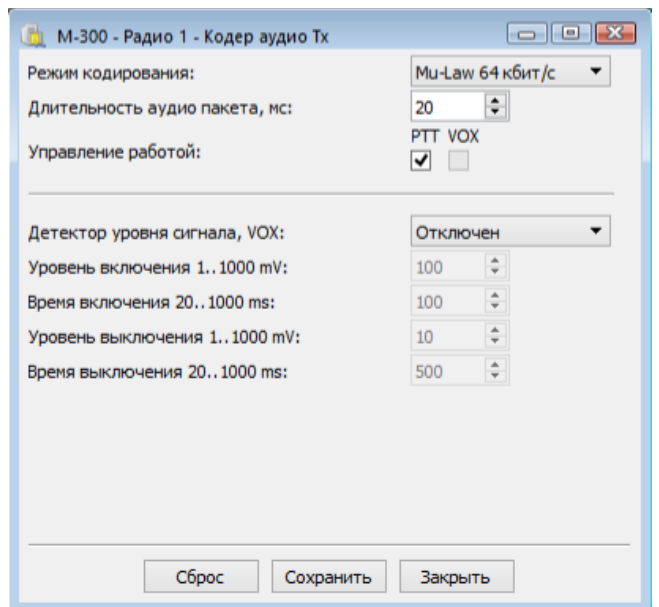 М-300 - Радио 1 - Кодер аудио Tx
Режим кодирования: Mu-Law 64 кбит/с
Длительность аудио пакета, мс: 20
PTT VOX
Управление работой:
Детектор уровня сигнала, VOX: Отключен
Уровень включения 1..1000 mV: 100
Время включения 20..1000 ms: 100
Уровень выключения 1..1000 mV: 10
Время выключения 20..1000 ms: 500
Сброс Сохранить Закрыть